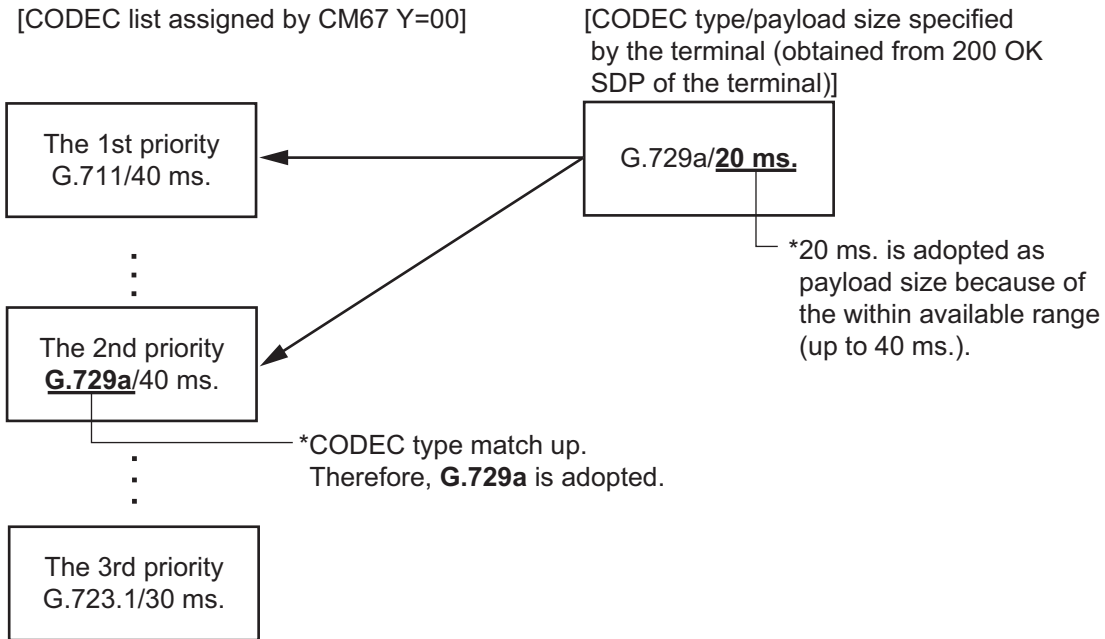 [CODEC list assigned by CM67 Y=00]
[CODEC type/payload size specified
by the terminal (obtained from 200 OK
SDP of the terminal)]
The 1st priority
G.711/40 ms.
G.729a/20 ms.
*20 ms. is adopted as
payload size because of
the within available range
(up to 40 ms.).
The 2nd priority
G.729a/40 ms.
*CODEC type match up.
Therefore, G.729a is adopted.
The 3rd priority
G.723.1/30 ms.